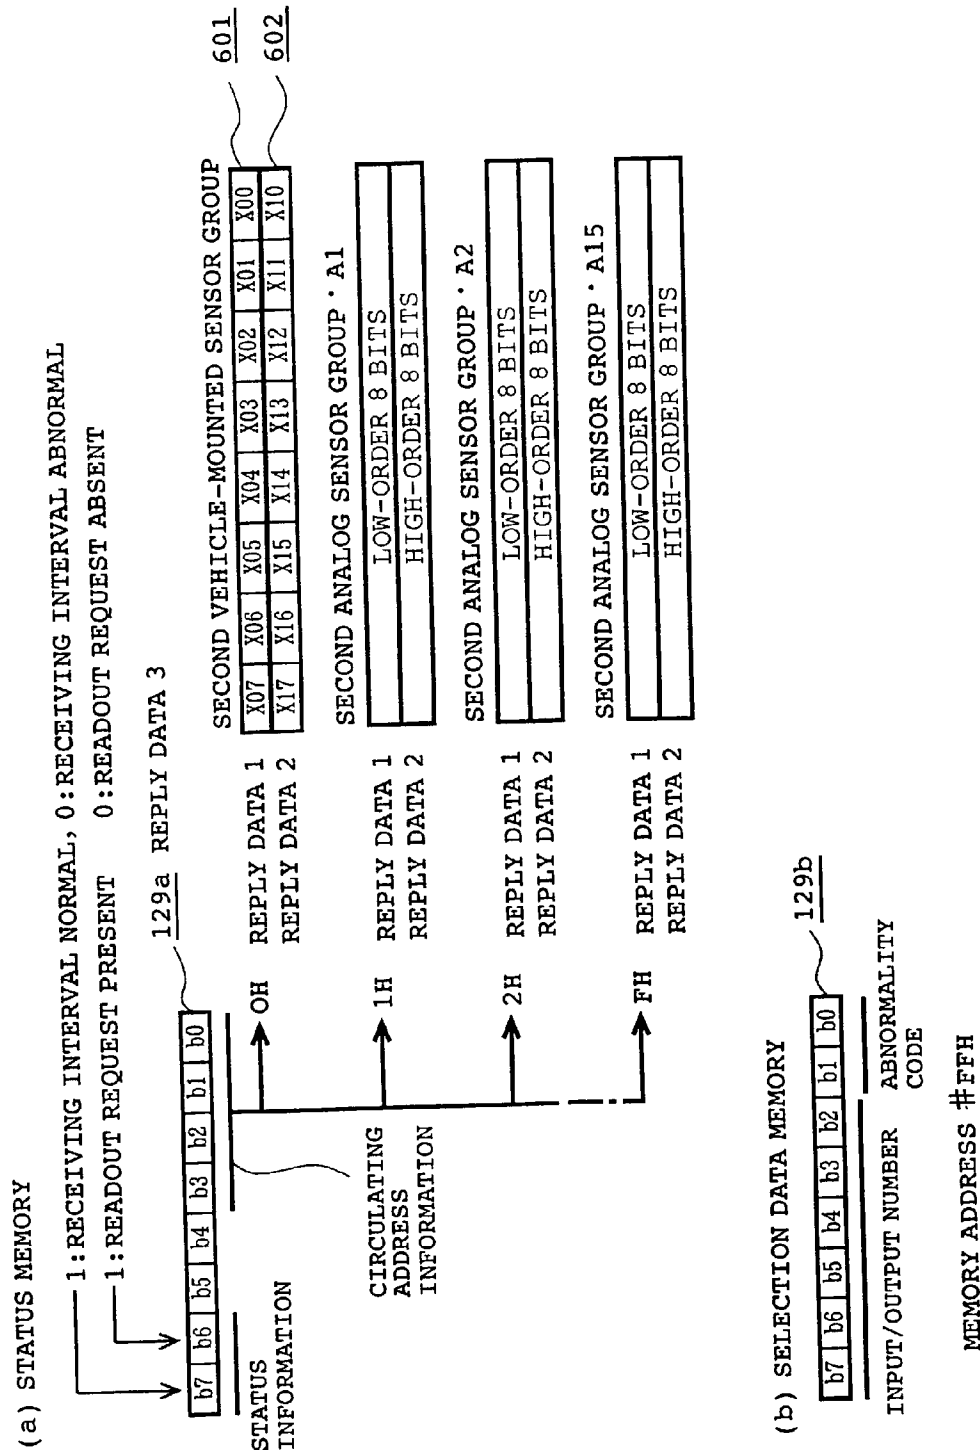 (a) STATUS MEMORY
1:RECEIVING INTERVAL NORMAL, 0:RECEIVING INTERVAL ABNORMAL
1:READOUT REQUEST PRESENT 0:READOUT REQUEST ABSENT
129a REPLY DATA 3
b7 b6 b5 b4 b3 b2 b1 b0
STATUS
INFORMATION
CIRCULATING
ADDRESS
INFORMATION
SECOND VEHICLE-MOUNTED SENSOR GROUP
601
602
0H REPLY DATA 1 X07 X06 X05 X04 X03 X02 X01 X00
REPLY DATA 2 X17 X16 X15 X14 X13 X12 X11 X10
SECOND ANALOG SENSOR GROUP・A1
1H REPLY DATA 1 LOW-ORDER 8 BITS
REPLY DATA 2 HIGH-ORDER 8 BITS
SECOND ANALOG SENSOR GROUP・A2
2H REPLY DATA 1 LOW-ORDER 8 BITS
REPLY DATA 2 HIGH-ORDER 8 BITS
SECOND ANALOG SENSOR GROUP・A15
FH REPLY DATA 1 LOW-ORDER 8 BITS
REPLY DATA 2 HIGH-ORDER 8 BITS
(b) SELECTION DATA MEMORY
129b
b7 b6 b5 b4 b3 b2 b1 b0
INPUT/OUTPUT NUMBER ABNORMALITY
CODE
MEMORY ADDRESS #FFH